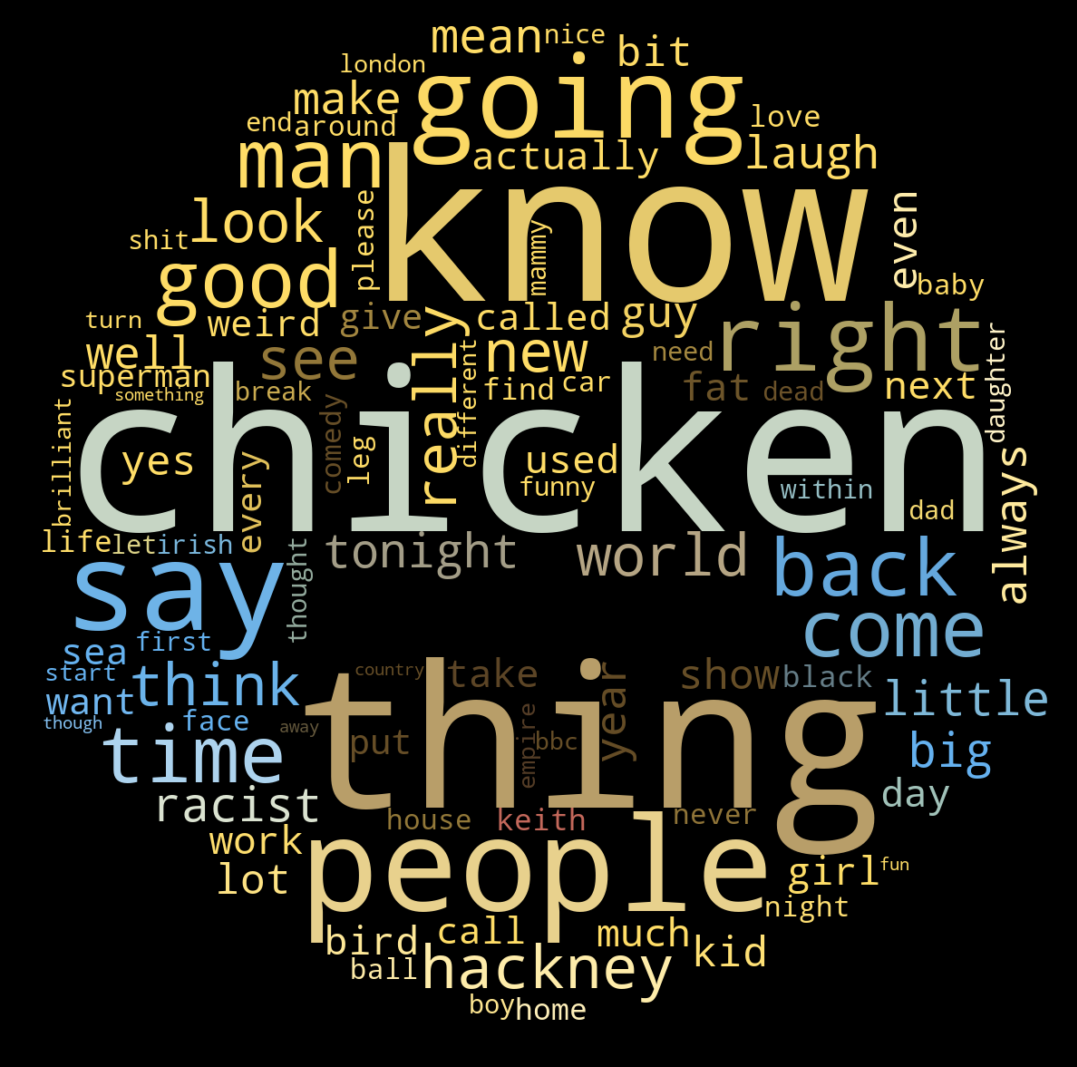 mean nice
going bit
london
make love
end around
man actually laugh
know
please
look
even
shit
mammy
good baby
turn weird give called guy right
really
well see new need
different
daughter
superman find car fat dead next
something break
chicken
brilliant
comedy
yes leg used always
every funny within
dad
life let irish tonight world back
thought
say come
sea first
start think country take show black
want year little
though face away thing
time put bbc big
empire
racist day
house keith never
work people
lot girl fun
night
bird call much kid
ball hackney
boy home